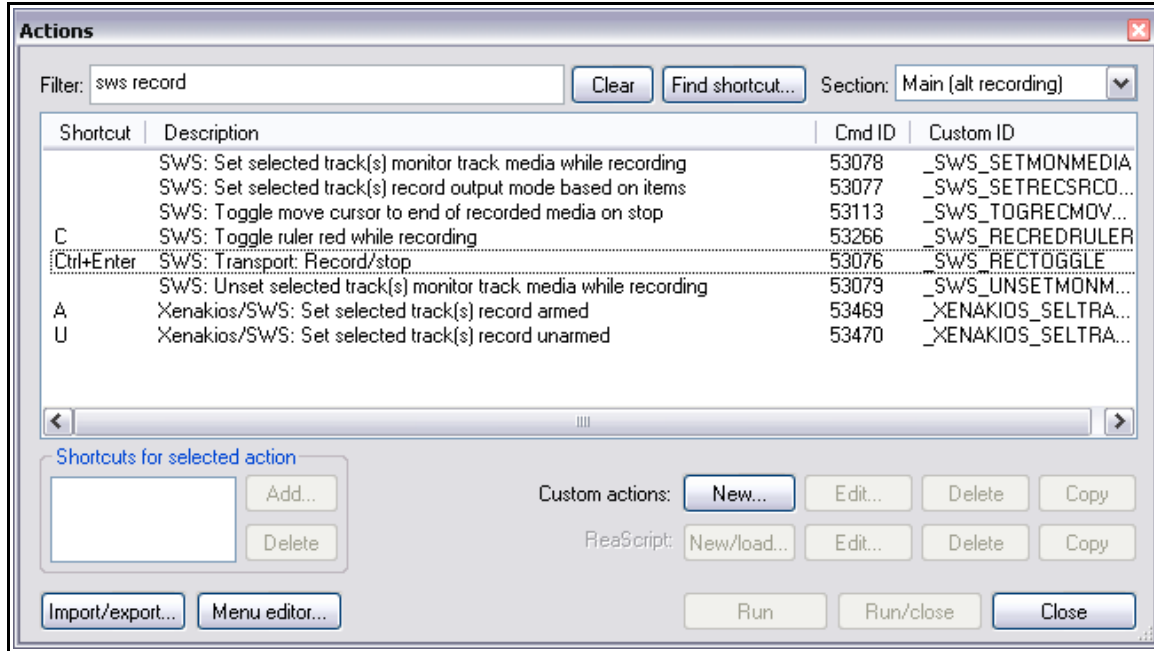 Actions
Filter: sws record Clear Find shortcut... Section: Main (alt recording)
Shortcut Description Cmd ID Custom ID
SWS: Set selected track(s) monitor track media while recording 53078 _SWS_SETMONMEDIA
SWS: Set selected track(s) record output mode based on items 53077 _SWS_SETRECSRCO...
SWS: Toggle move cursor to end of recorded media on stop 53113 _SWS_TOGRECMOV...
C SWS: Toggle ruler red while recording 53266 _SWS_RECREDRULER
Ctrl+Enter SWS: Transport: Record/stop 53076 _SWS_RECTOGGLE
SWS: Unset selected track(s) monitor track media while recording 53079 _SWS_UNSETMONM...
A Xenakios/SWS: Set selected track(s) record armed 53469 _XENAKIOS_SELTRA...
U Xenakios/SWS: Set selected track(s) record unarmed 53470 _XENAKIOS_SELTRA...
Shortcuts for selected action
Add... Custom actions: New... Edit... Delete Copy
Delete ReaScript: New/load... Edit... Delete Copy
Import/export... Menu editor... Run Run/close Close